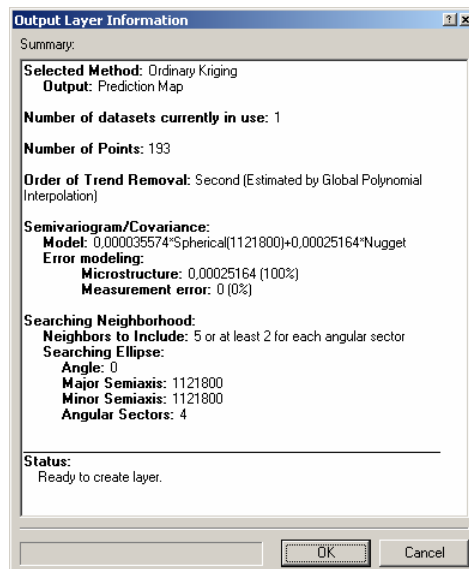 Output Layer Information
Summary:
Selected Method: Ordinary Kriging
Output: Prediction Map
Number of datasets currently in use: 1
Number of Points: 193
Order of Trend Removal: Second (Estimated by Global Polynomial
Interpolation)
Semivariogram/Covariance:
Model: 0,000035574*Spherical(1121800)+0,00025164*Nugget
Error modeling:
Microstructure: 0,00025164 (100%)
Measurement error: 0 (0%)
Searching Neighborhood:
Neighbors to Include: 5 or at least 2 for each angular sector
Searching Ellipse:
Angle: 0
Major Semiaxis: 1121800
Minor Semiaxis: 1121800
Angular Sectors: 4
Status:
Ready to create layer.
OK Cancel